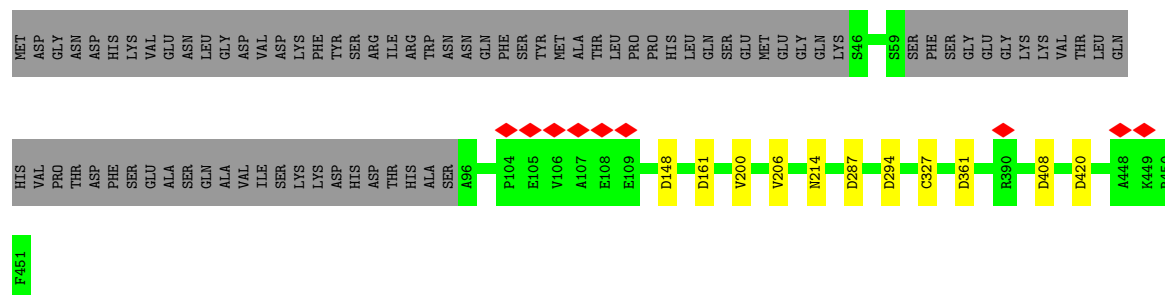 MET ASP GLY ASN ASP HIS LYS VAL GLU ASN LEU GLY ASP VAL ASP LYS PHE TYR SER ARG ILE ARG TRP ASN ASN GLN PHE SER TYR MET ALA THR LEU PRO PRO HIS LEU GLN SER GLU MET GLU GLY GLN LYS S46 S59 SER PHE SER GLY GLU GLY LYS LYS VAL THR LEU GLN
HIS VAL PRO THR ASP PHE SER GLU ALA SER GLN ALA VAL ILE SER LYS LYS ASP HIS ASP THR HIS ALA SER A96 P104 E105 V106 A107 E108 E109 D148 D161 V200 V206 N214 D287 D294 C327 D361 R390 D408 D420 A448 K449
F451